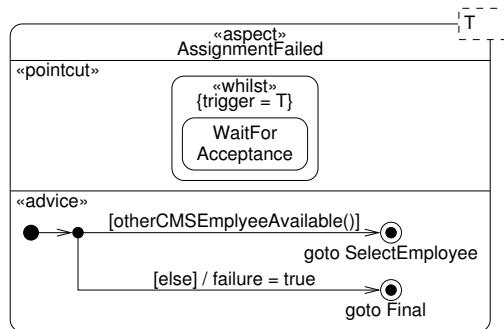 T
«aspect»
AssignmentFailed
«pointcut»
«whilst»
{trigger = T}
WaitFor
Acceptance
«advice»
[otherCMSEmplyeeAvailable()]
goto SelectEmployee
[else] / failure = true
goto Final